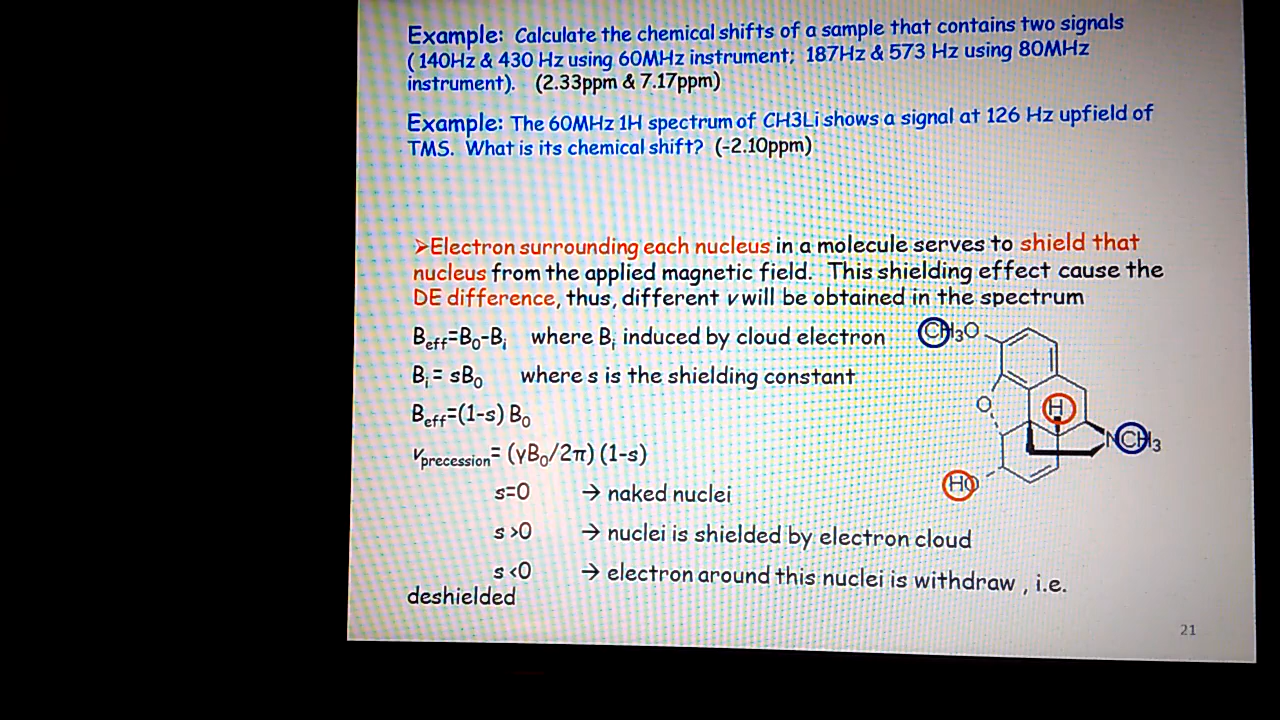 Example: Calculate the chemical shifts of a sample that contains two signals
( 140Hz & 430 Hz using 60MHz instrument; 187Hz & 573 Hz using 80MHz
instrument). (2.33ppm & 7.17ppm)
Example: The 60MHz 1H spectrum of CH3Li shows a signal at 126 Hz upfield of
TMS. What is its chemical shift? (-2.10ppm)
➢Electron surrounding each nucleus in a molecule serves to shield that
nucleus from the applied magnetic field. This shielding effect cause the
DE difference, thus, different v will be obtained in the spectrum
Beff=B0-Bi where Bi induced by cloud electron
CH3O
Bi = sB0 where s is the shielding constant
O
H
Beff=(1-s) B0
NCH3
vprecession= (γB0/2π) (1-s)
HO
s=0 → naked nuclei
s >0 → nuclei is shielded by electron cloud
s <0 → electron around this nuclei is withdraw , i.e.
deshielded
21